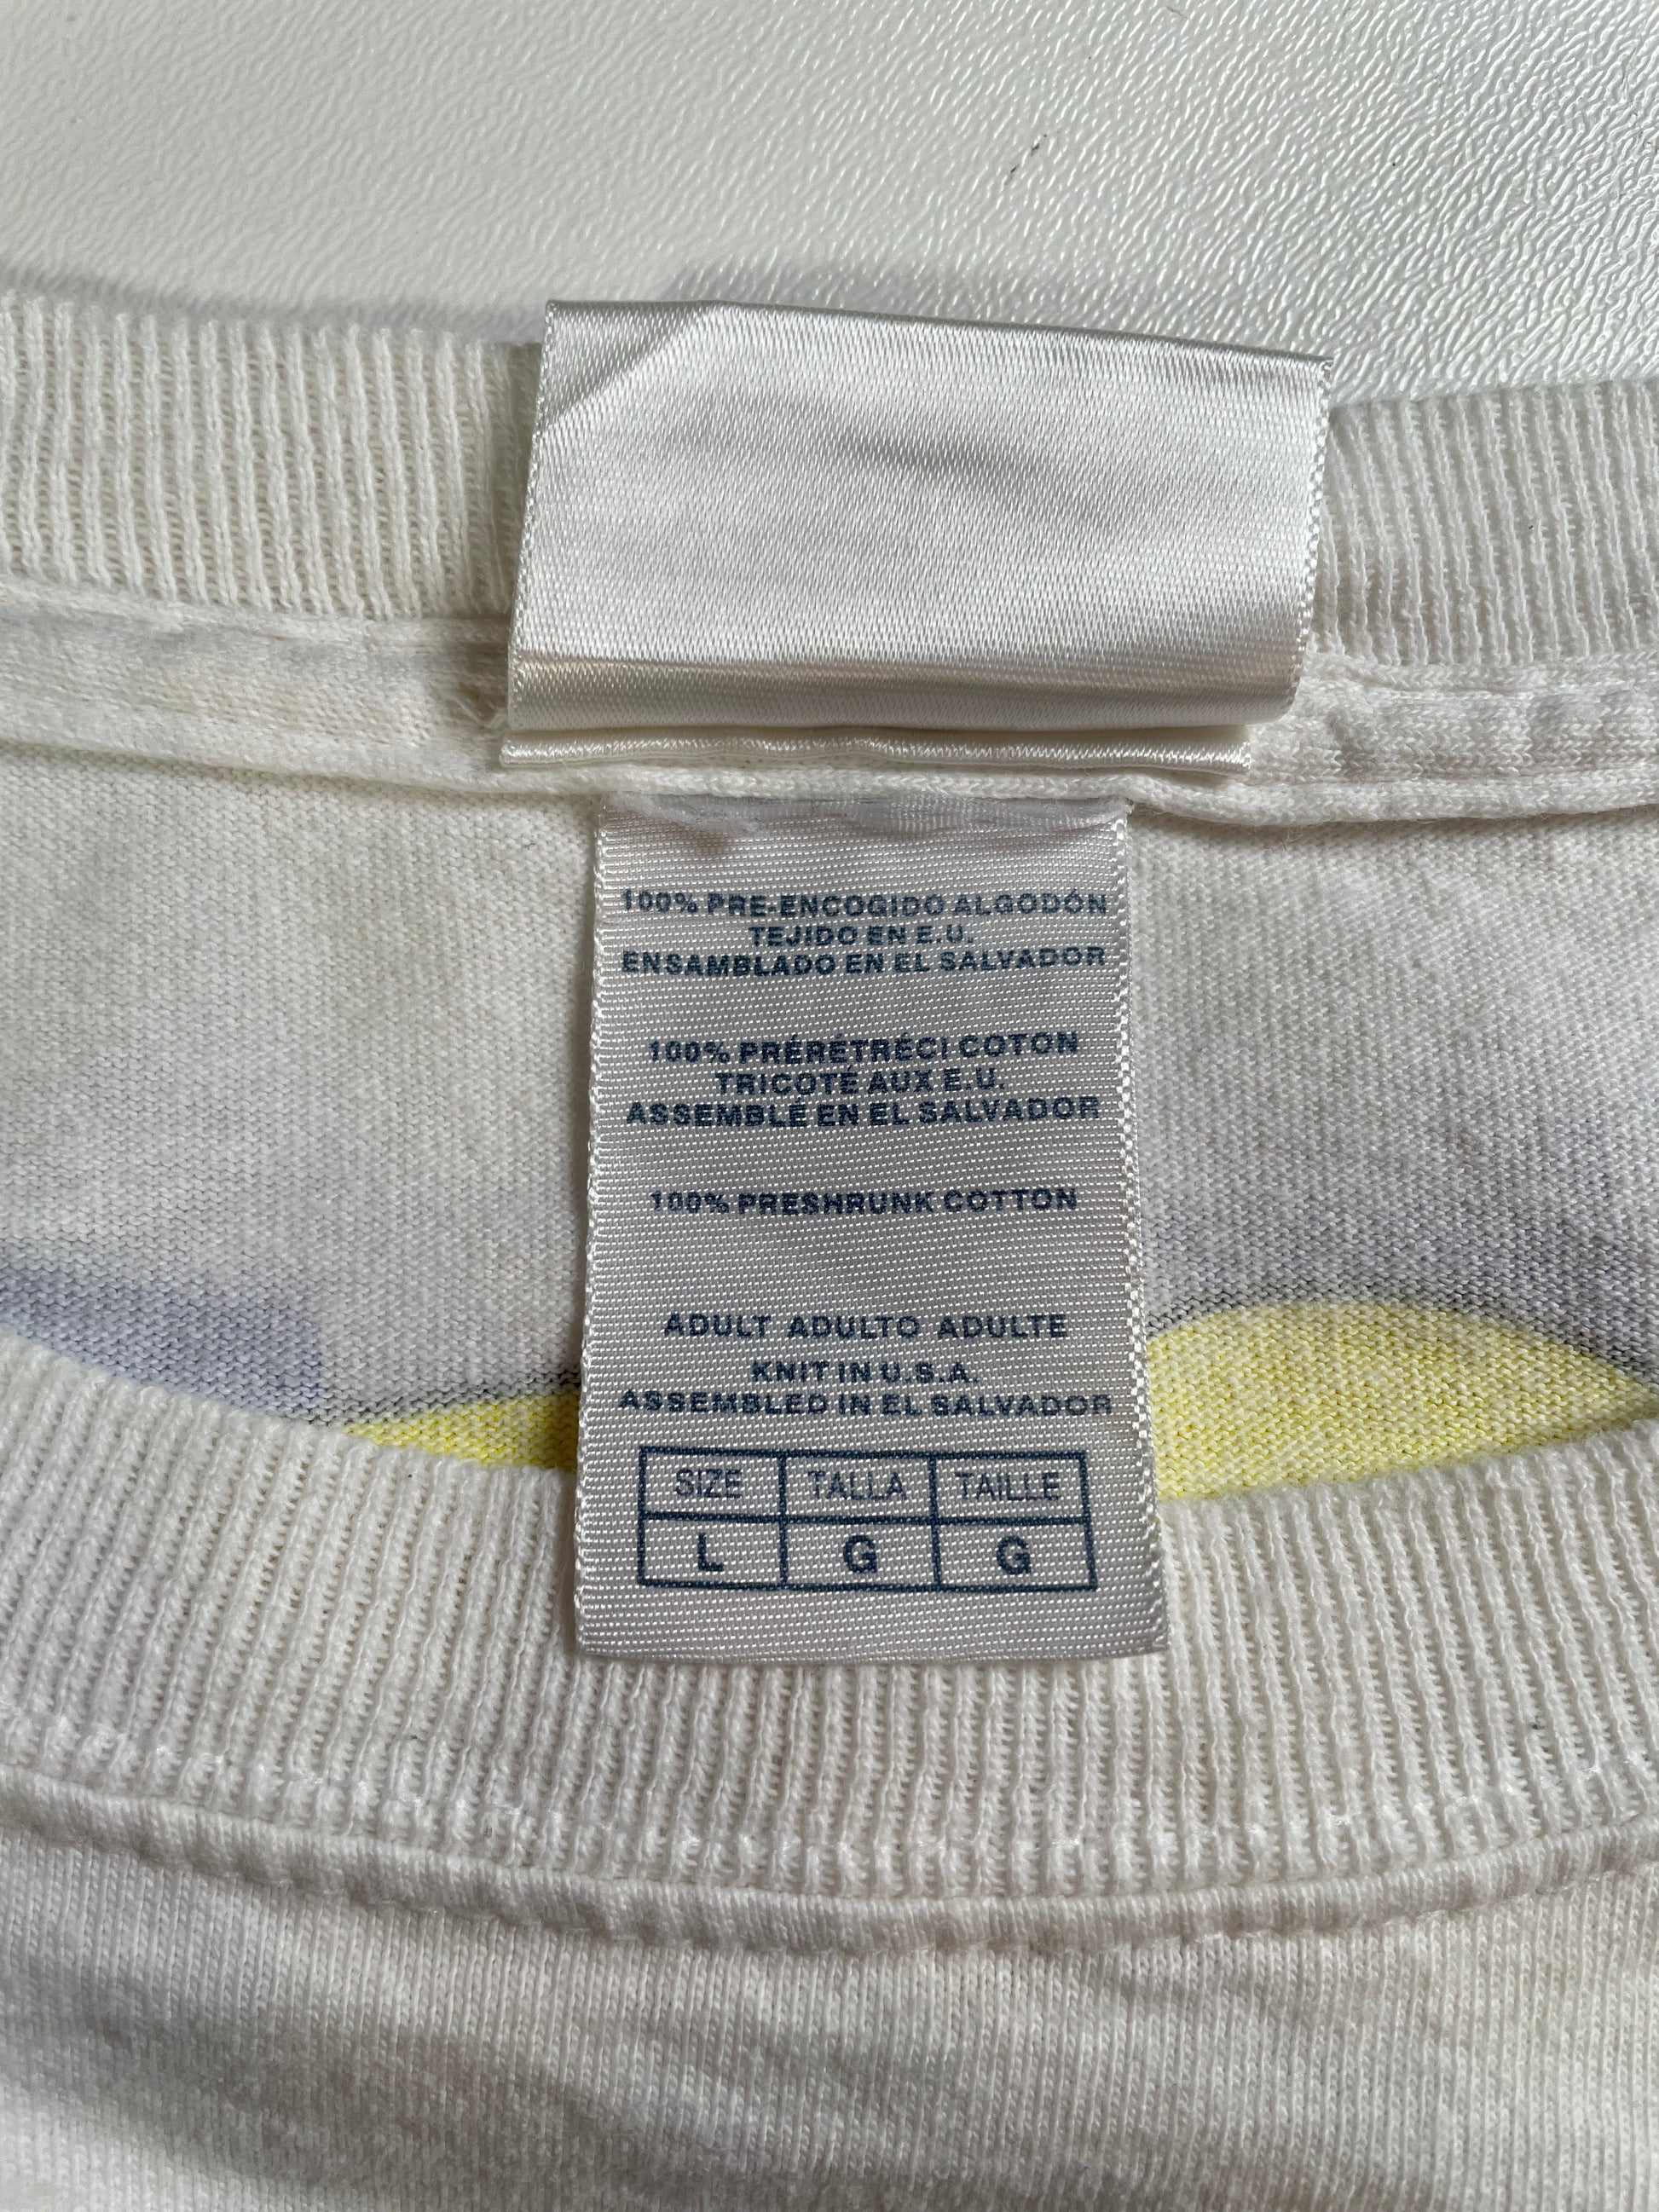 100% PRE-ENCOGIDO ALGODÓN
TEJIDO EN E.U.
ENSAMBLADO EN EL SALVADOR
100% PRÉRÉTRÉCI COTON
TRICOTÉ AUX E.U.
ASSEMBLÉ EN EL SALVADOR
100% PRESHRUNK COTTON
ADULT ADULTO ADULTE
KNIT IN U.S.A.
ASSEMBLED IN EL SALVADOR
SIZE TALLA TAILLE
L G G